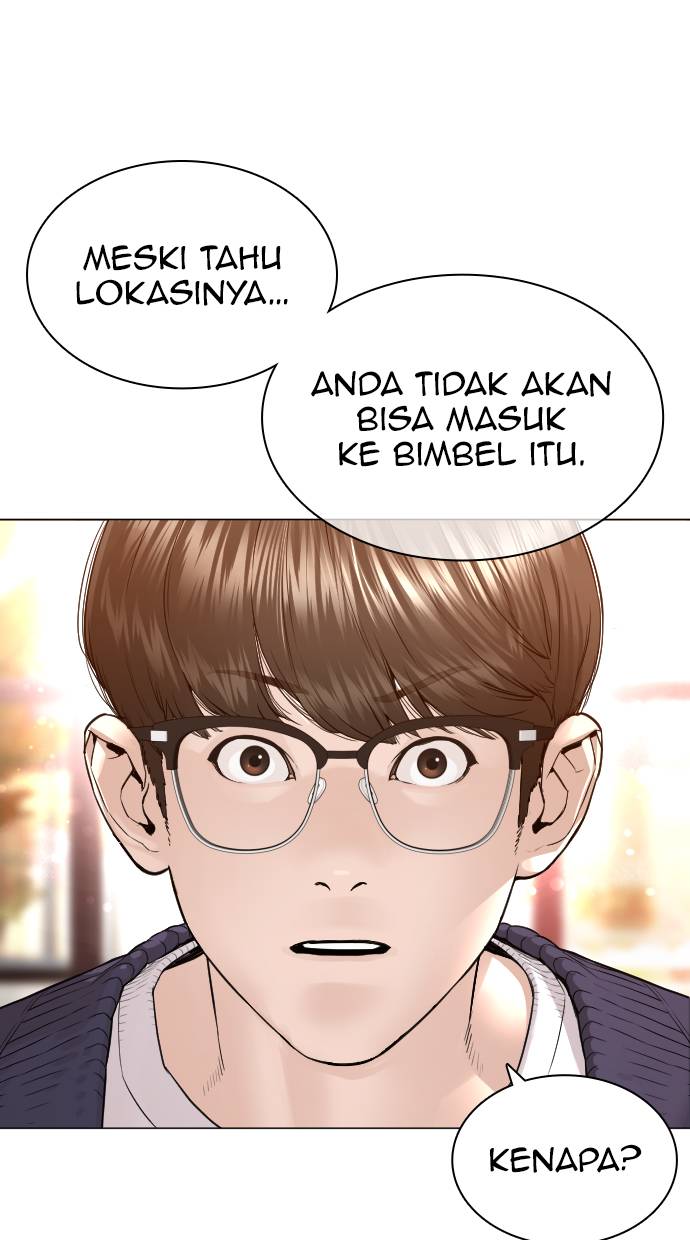 MESKI TAHU
LOKASINYA...
ANDA TIDAK AKAN
BISA MASUK
KE BIMBEL ITU.
KENAPA?